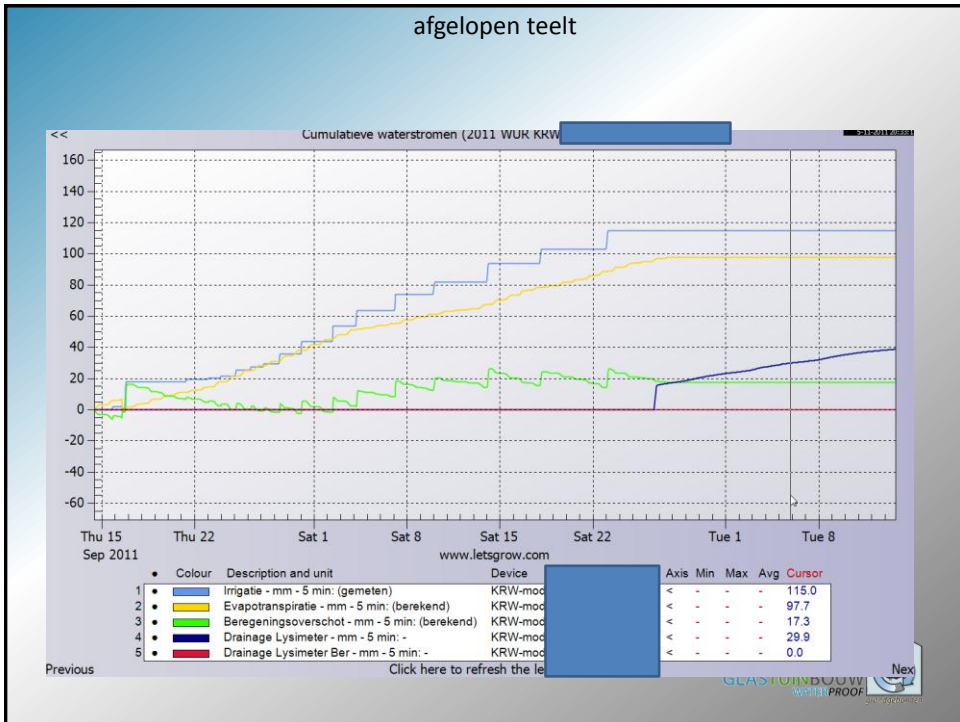 afgelopen teelt
<<
Cumulatieve waterstromen (2011 WUR KRW
160
140
120
100
80
60
40
20
0
-20
-40
-60
Thu 15 Thu 22 Sat 1 Sat 8 Sat 15 Sat 22 Tue 1 Tue 8
Sep 2011 www.letsgrow.com
• Colour Description and unit Device Axis Min Max Avg Cursor
1 • Irrigatie - mm - 5 min: (gemeten) KRW-mod < - - - 115.0
2 • Evapotranspiratie - mm - 5 min: (berekend) KRW-mod < - - - 97.7
3 • Beregeningsoverschot - mm - 5 min: (berekend) KRW-mod < - - - 17.3
4 • Drainage Lysimeter - mm - 5 min: - KRW-mod < - - - 29.9
5 • Drainage Lysimeter Ber - mm - 5 min: - KRW-mod < - - - 0.0
Previous Click here to refresh the le Nex
GLASTUINBOUW
WATERPROOF